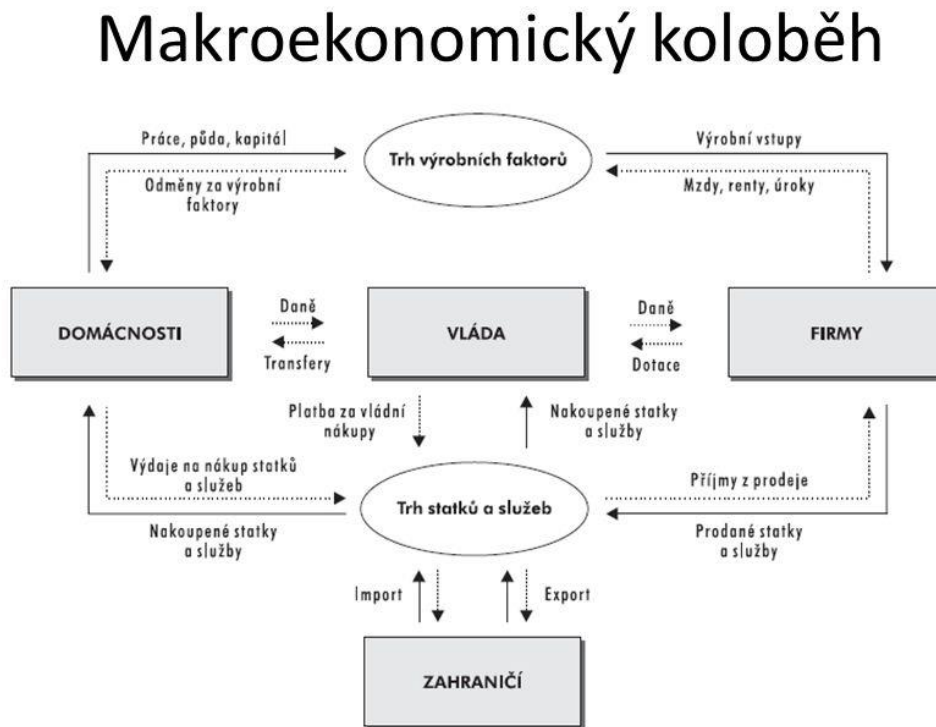 Makroekonomický koloběh
Práce, půda, kapitál
Trh výrobních faktorů
Výrobní vstupy
Odměny za výrobní
faktory
Mzdy, renty, úroky
DOMÁCNOSTI
Daně
Transfery
VLÁDA
Daně
Dotace
FIRMY
Platba za vládní
nákupy
Nakoupené statky
a služby
Výdaje na nákup statků
a služeb
Trh statků a služeb
Příjmy z prodeje
Nakoupené statky
a služby
Prodané statky
a služby
Import
Export
ZAHRANIČÍ